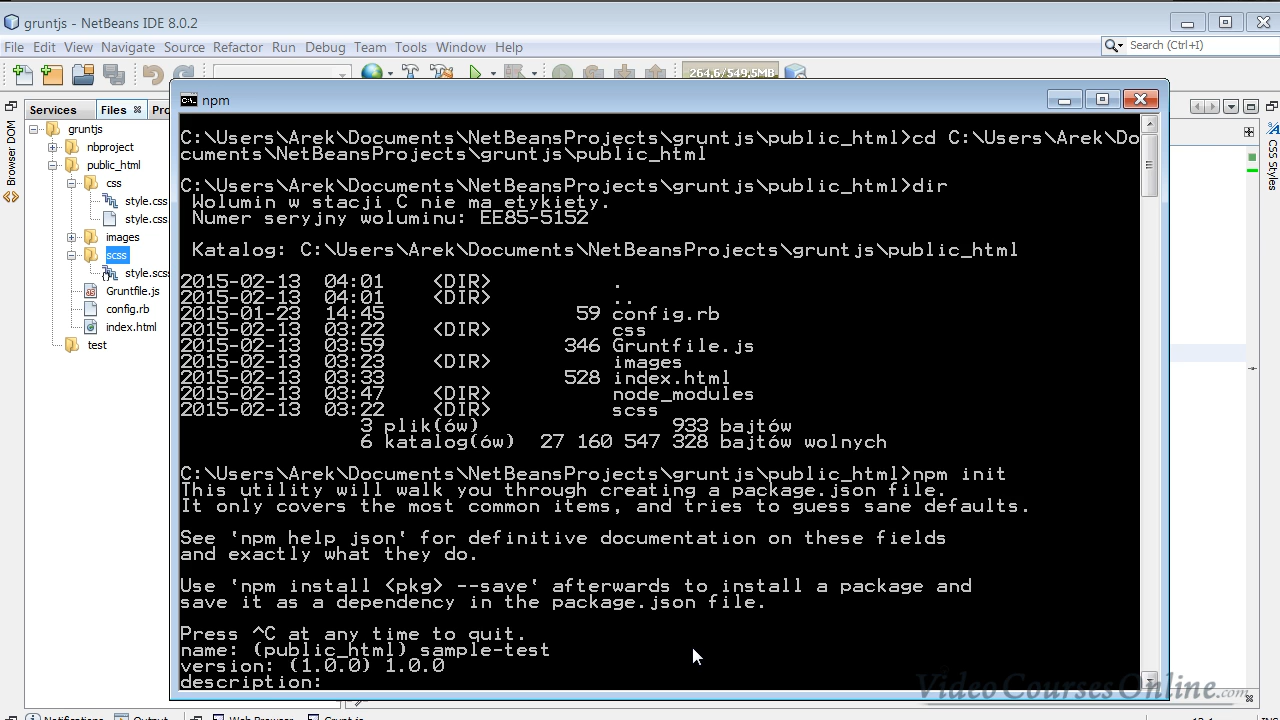 gruntjs - NetBeans IDE 8.0.2
File Edit View Navigate Source Refactor Run Debug Team Tools Window Help
Search (Ctrl+I)
264,6/549,5MB
Services Files
Browser DOM
CSS Styles
gruntjs
nbproject
public_html
css
style.css
style.css
images
scss
style.scss
Gruntfile.js
config.rb
index.html
test
npm
C:\Users\Arek\Documents\NetBeansProjects\gruntjs\public_html>cd C:\Users\Arek\Do
cuments\NetBeansProjects\gruntjs\public_html
C:\Users\Arek\Documents\NetBeansProjects\gruntjs\public_html>dir
Wolumin w stacji C nie ma etykiety.
Numer seryjny woluminu: EE85-5152
Katalog: C:\Users\Arek\Documents\NetBeansProjects\gruntjs\public_html
2015-02-13 04:01 <DIR> .
2015-02-13 04:01 <DIR> ..
2015-01-23 14:45 59 config.rb
2015-02-13 03:22 <DIR> css
2015-02-13 03:59 346 Gruntfile.js
2015-02-13 03:23 <DIR> images
2015-02-13 03:33 528 index.html
2015-02-13 03:47 <DIR> node_modules
2015-02-13 03:22 <DIR> scss
3 plik(ów) 933 bajtów
6 katalog(ów) 27 160 547 328 bajtów wolnych
C:\Users\Arek\Documents\NetBeansProjects\gruntjs\public_html>npm init
This utility will walk you through creating a package.json file.
It only covers the most common items, and tries to guess sane defaults.
See 'npm help json' for definitive documentation on these fields
and exactly what they do.
Use 'npm install <pkg> --save' afterwards to install a package and
save it as a dependency in the package.json file.
Press ^C at any time to quit.
name: (public_html) sample-test
version: (1.0.0) 1.0.0
description:
VideoCoursesOnline.com
Notifications Output Web Browser